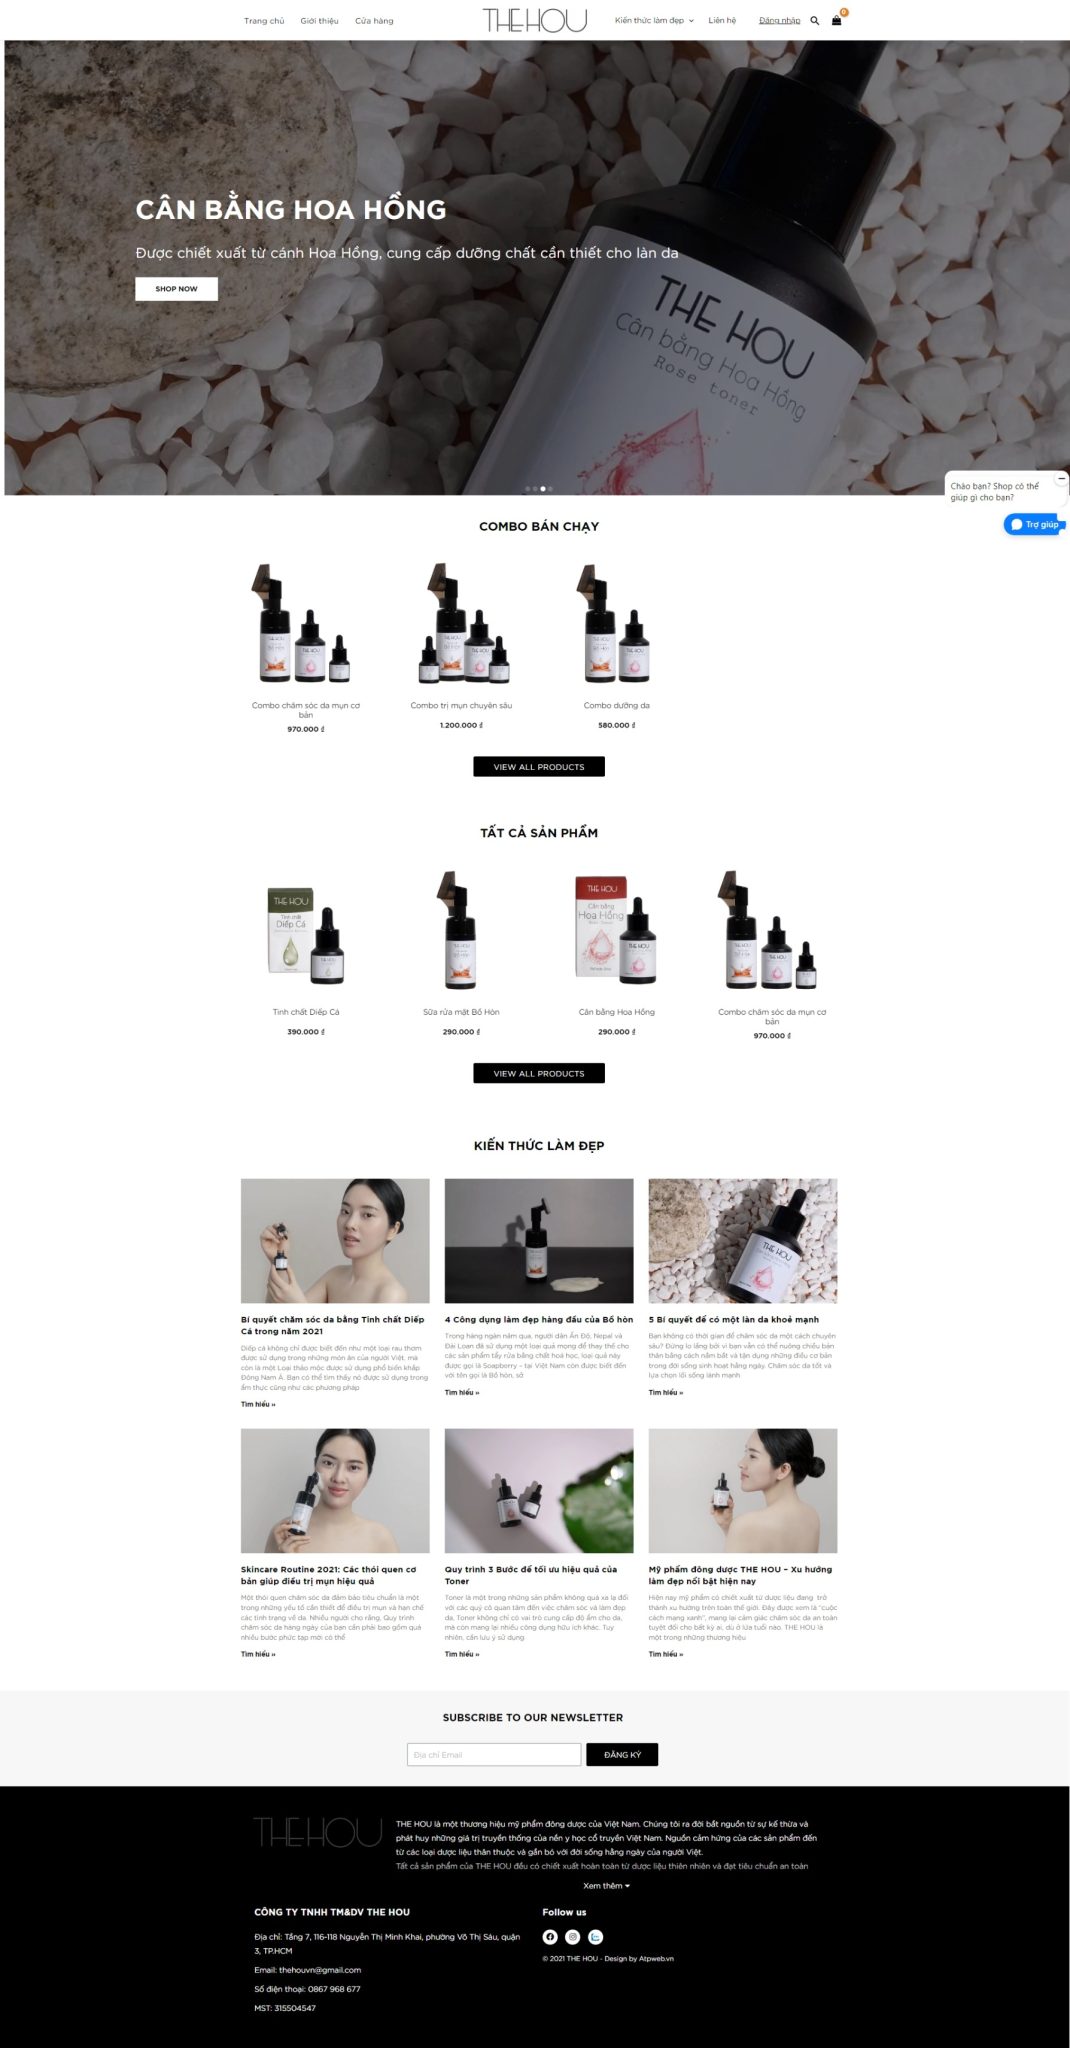 Trang chủ Giới thiệu Cửa hàng THE HOU Kiến thức làm đẹp Liên hệ Đăng nhập 0
CÂN BẰNG HOA HỒNG
Được chiết xuất từ cánh Hoa Hồng, cung cấp dưỡng chất cần thiết cho làn da
SHOP NOW
THE HOU
Cân bằng Hoa Hồng
Rose toner
Chào bạn? Shop có thể
giúp gì cho bạn?
Trợ giúp
COMBO BÁN CHẠY
Combo chăm sóc da mụn cơ
bản
970.000 ₫
Combo trị mụn chuyên sâu
1.200.000 ₫
Combo dưỡng da
580.000 ₫
VIEW ALL PRODUCTS
TẤT CẢ SẢN PHẨM
THE HOU
Tinh chất
Diếp Cá
THE HOU
Cân bằng
Hoa Hồng
THE HOU
Tinh chất Diếp Cá
390.000 ₫
Sữa rửa mặt Bồ Hòn
290.000 ₫
Cân bằng Hoa Hồng
290.000 ₫
Combo chăm sóc da mụn cơ
bản
970.000 ₫
VIEW ALL PRODUCTS
KIẾN THỨC LÀM ĐẸP
THE HOU
Bí quyết chăm sóc da bằng Tinh chất Diếp
Cá trong năm 2021
Diếp cá không chỉ được biết đến như một loại rau thơm
được sử dụng trong những món ăn của người Việt, mà
còn là một Loại thảo mộc được sử dụng phổ biến khắp
Đông Nam Á. Bạn có thể tìm thấy nó được sử dụng trong
ẩm thực cũng như các phương pháp
Tìm hiểu »
4 Công dụng làm đẹp hàng đầu của Bồ hòn
Trong hàng ngàn năm qua, người dân Ấn Độ, Nepal và
Đài Loan đã sử dụng một loại quả mọng để thay thế cho
các sản phẩm tẩy rửa bằng chất hoá học, loại quả này
được gọi là Soapberry – tại Việt Nam còn được biết đến
với tên gọi là Bồ hòn, sở
Tìm hiểu »
5 Bí quyết để có một làn da khoẻ mạnh
Bạn không có thời gian để chăm sóc da một cách chuyên
sâu? Đừng lo lắng bởi vì bạn vẫn có thể nuông chiều bản
thân bằng cách nắm bắt và tận dụng những điều cơ bản
trong đời sống sinh hoạt hằng ngày. Chăm sóc da tốt và
lựa chọn lối sống lành mạnh
Tìm hiểu »
Skincare Routine 2021: Các thói quen cơ
bản giúp điều trị mụn hiệu quả
Một thói quen chăm sóc da đảm bảo tiêu chuẩn là một
trong những yếu tố cần thiết để điều trị mụn và hạn chế
các tình trạng về da. Nhiều người cho rằng, Quy trình
chăm sóc da hàng ngày của bạn cần phải bao gồm quá
nhiều bước phức tạp mới có thể
Tìm hiểu »
Quy trình 3 Bước để tối ưu hiệu quả của
Toner
Toner là một trong những sản phẩm không quá xa lạ đối
với các quý cô quan tâm đến việc chăm sóc và làm đẹp
da. Toner không chỉ có vai trò cung cấp độ ẩm cho da,
mà còn mang lại nhiều công dụng hữu ích khác. Tuy
nhiên, cần lưu ý sử dụng
Tìm hiểu »
Mỹ phẩm đông dược THE HOU – Xu hướng
làm đẹp nổi bật hiện nay
Hiện nay mỹ phẩm có chiết xuất từ dược liệu đang trở
thành xu hướng trên toàn thế giới. Đây được xem là "cuộc
cách mạng xanh", mang lại cảm giác chăm sóc da an toàn
tuyệt đối cho bất kỳ ai, dù ở lứa tuổi nào. THE HOU là
một trong những thương hiệu
Tìm hiểu »
SUBSCRIBE TO OUR NEWSLETTER
Địa chỉ Email
ĐĂNG KÝ
THE HOU
THE HOU là một thương hiệu mỹ phẩm đông dược của Việt Nam. Chúng tôi ra đời bắt nguồn từ sự kế thừa và
phát huy những giá trị truyền thống của nền y học cổ truyền Việt Nam. Nguồn cảm hứng của các sản phẩm đến
từ các loại dược liệu thân thuộc và gắn bó với đời sống hằng ngày của người Việt.
Tất cả sản phẩm của THE HOU đều có chiết xuất hoàn toàn từ dược liệu thiên nhiên và đạt tiêu chuẩn an toàn
Xem thêm
CÔNG TY TNHH TM&DV THE HOU
Địa chỉ: Tầng 7, 116-118 Nguyễn Thị Minh Khai, phường Võ Thị Sáu, quận
3, TP.HCM
Email: thehouvn@gmail.com
Số điện thoại: 0867 968 677
MST: 315504547
Follow us
© 2021 THE HOU - Design by Atpweb.vn